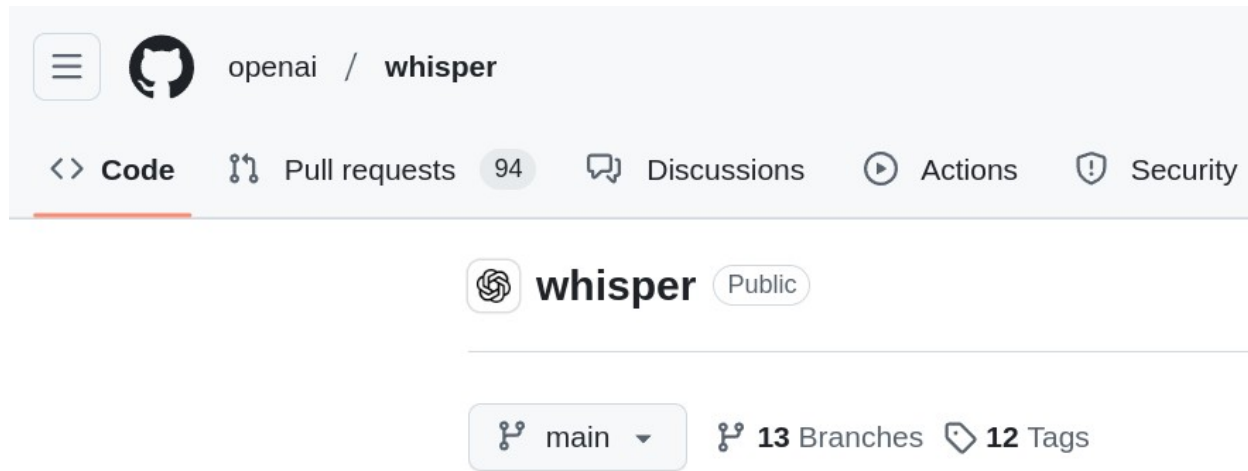 openai / whisper
Code Pull requests 94 Discussions Actions Security
whisper Public
main 13 Branches 12 Tags